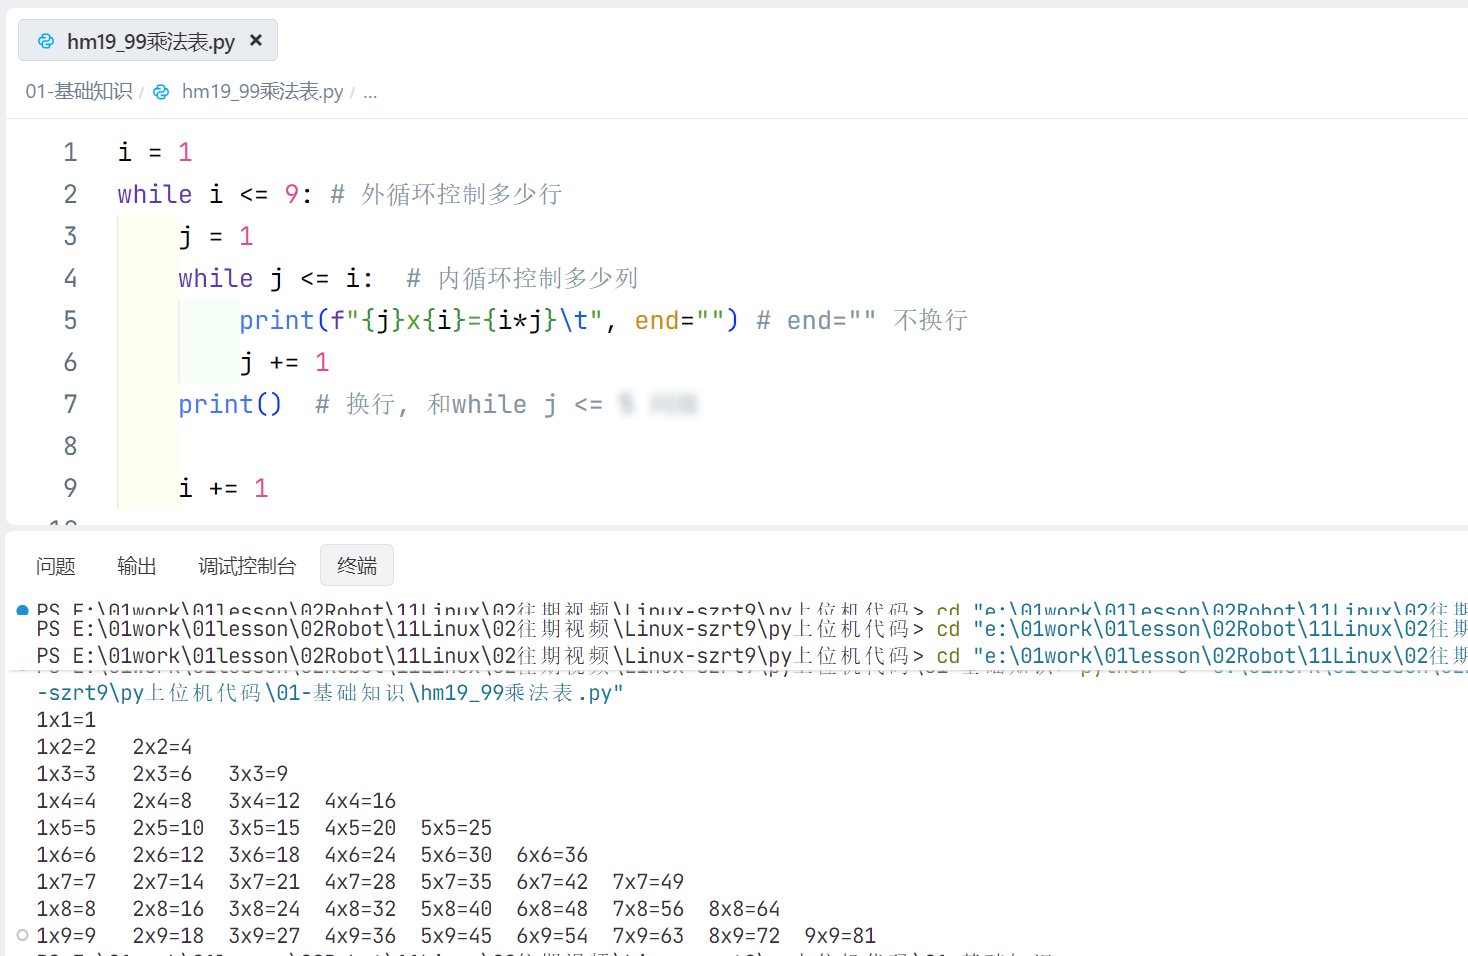 hm19_99乘法表.py ×
01-基础知识 / hm19_99乘法表.py / ...
1 i = 1
2 while i <= 9: # 外循环控制多少行
3 j = 1
4 while j <= i:  # 内循环控制多少列
5 print(f"{j}x{i}={i*j}\t", end="") # end="" 不换行
6 j += 1
7 print()  # 换行, 和while j <=
8
9 i += 1
10
问题 输出 调试控制台 终端
PS E:\01work\01lesson\02Robot\11Linux\02往期视频\Linux-szrt9\py上位机代码> cd "e:\01work\01lesson\02Robot\11Linux\02往期
PS E:\01work\01lesson\02Robot\11Linux\02往期视频\Linux-szrt9\py上位机代码> cd "e:\01work\01lesson\02Robot\11Linux\02往期
PS E:\01work\01lesson\02Robot\11Linux\02往期视频\Linux-szrt9\py上位机代码> cd "e:\01work\01lesson\02Robot\11Linux\02往期
-szrt9\py上位机代码\01-基础知识\hm19_99乘法表.py"
1x1=1
1x2=2 2x2=4
1x3=3 2x3=6 3x3=9
1x4=4 2x4=8 3x4=12 4x4=16
1x5=5 2x5=10 3x5=15 4x5=20 5x5=25
1x6=6 2x6=12 3x6=18 4x6=24 5x6=30 6x6=36
1x7=7 2x7=14 3x7=21 4x7=28 5x7=35 6x7=42 7x7=49
1x8=8 2x8=16 3x8=24 4x8=32 5x8=40 6x8=48 7x8=56 8x8=64
1x9=9 2x9=18 3x9=27 4x9=36 5x9=45 6x9=54 7x9=63 8x9=72 9x9=81